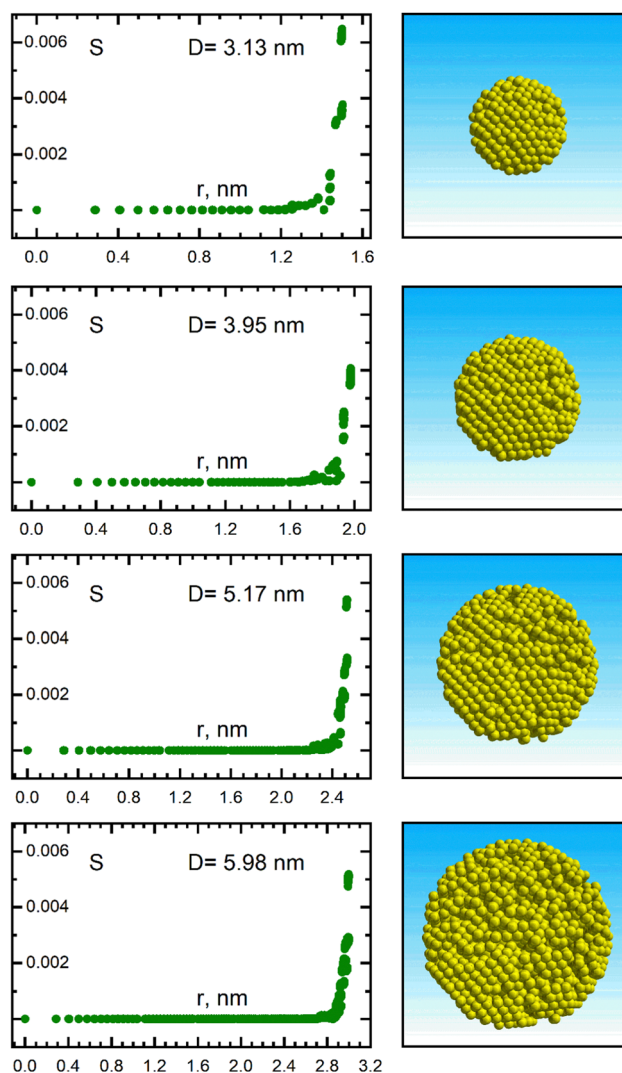 0.006
S D= 3.13 nm
0.004
0.002
r, nm
0.0 0.4 0.8 1.2 1.6
0.006
S D= 3.95 nm
0.004
0.002
r, nm
0.0 0.4 0.8 1.2 1.6 2.0
0.006
S D= 5.17 nm
0.004
0.002
r, nm
0.0 0.4 0.8 1.2 1.6 2.0 2.4
0.006
S D= 5.98 nm
0.004
0.002
r, nm
0.0 0.4 0.8 1.2 1.6 2.0 2.4 2.8 3.2